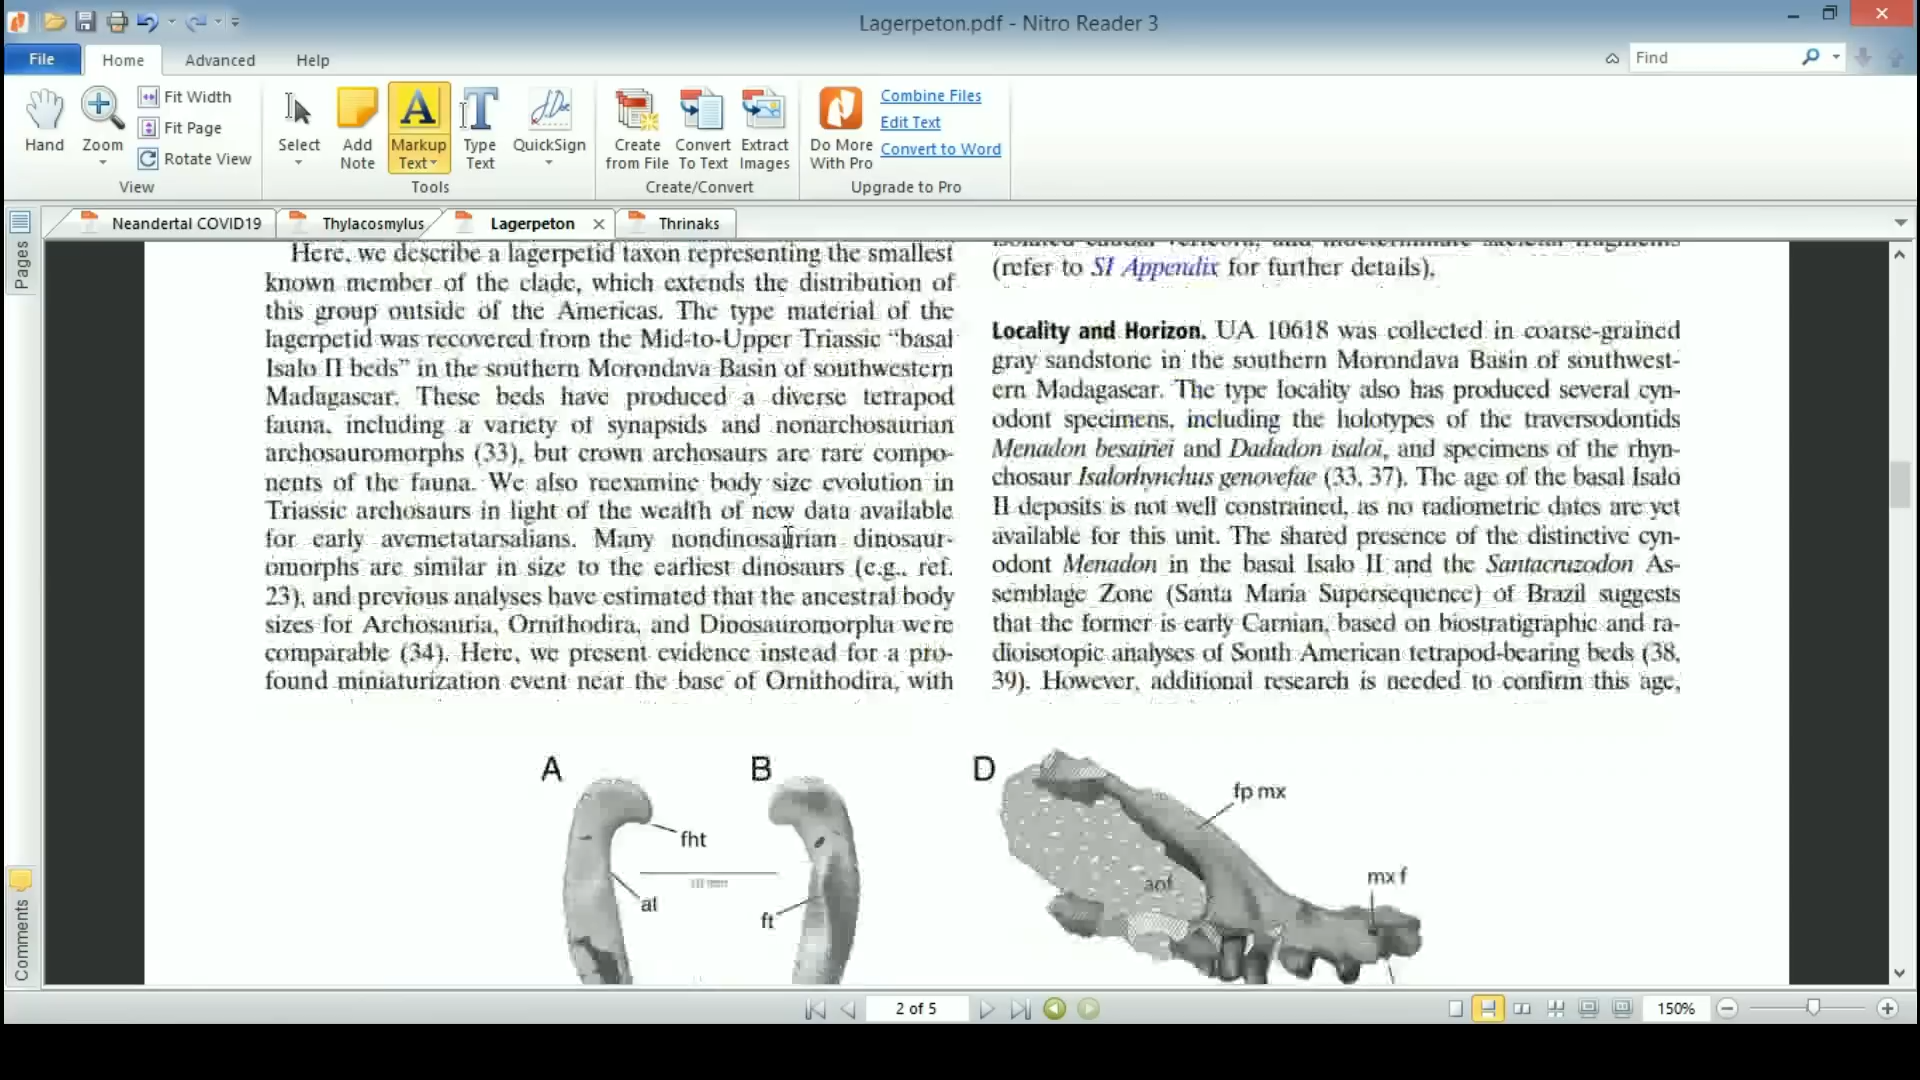 Lagerpeton.pdf - Nitro Reader 3
File
Home
Advanced
Help
Find
Hand
Zoom
Fit Width
Fit Page
Rotate View
View
Select
Add Note
Markup Text
Type Text
QuickSign
Tools
Create from File
Convert To Text
Extract Images
Create/Convert
Do More With Pro
Combine Files
Edit Text
Convert to Word
Upgrade to Pro
Neandertal COVID19
Thylacosmylus
Lagerpeton
Thrinaks
Pages
Comments
Here, we describe a lagerpetid taxon representing the smallest
known member of the clade, which extends the distribution of
this group outside of the Americas. The type material of the
lagerpetid was recovered from the Mid-to-Upper Triassic “basal
Isalo II beds” in the southern Morondava Basin of southwestern
Madagascar. These beds have produced a diverse tetrapod
fauna, including a variety of synapsids and nonarchosaurian
archosauromorphs (33), but crown archosaurs are rare compo-
nents of the fauna. We also reexamine body size evolution in
Triassic archosaurs in light of the wealth of new data available
for early avemetatarsalians. Many nondinosaurian dinosaur-
omorphs are similar in size to the earliest dinosaurs (e.g., ref.
23), and previous analyses have estimated that the ancestral body
sizes for Archosauria, Ornithodira, and Dinosauromorpha were
comparable (34). Here, we present evidence instead for a pro-
found miniaturization event near the base of Ornithodira, with
isolated caudal vertebra, and indeterminate skeletal fragments
(refer to SI Appendix for further details).
Locality and Horizon. UA 10618 was collected in coarse-grained
gray sandstone in the southern Morondava Basin of southwest-
ern Madagascar. The type locality also has produced several cyn-
odont specimens, including the holotypes of the traversodontids
Menadon besairiei and Dadadon isaloi, and specimens of the rhyn-
chosaur Isalorhynchus genovefae (33, 37). The age of the basal Isalo
II deposits is not well constrained, as no radiometric dates are yet
available for this unit. The shared presence of the distinctive cyn-
odont Menadon in the basal Isalo II and the Santacruzodon As-
semblage Zone (Santa Maria Supersequence) of Brazil suggests
that the former is early Carnian, based on biostratigraphic and ra-
dioisotopic analyses of South American tetrapod-bearing beds (38,
39). However, additional research is needed to confirm this age,
A
B
D
fht
al
10 mm
ft
aof
fp mx
mx f
2 of 5
150%